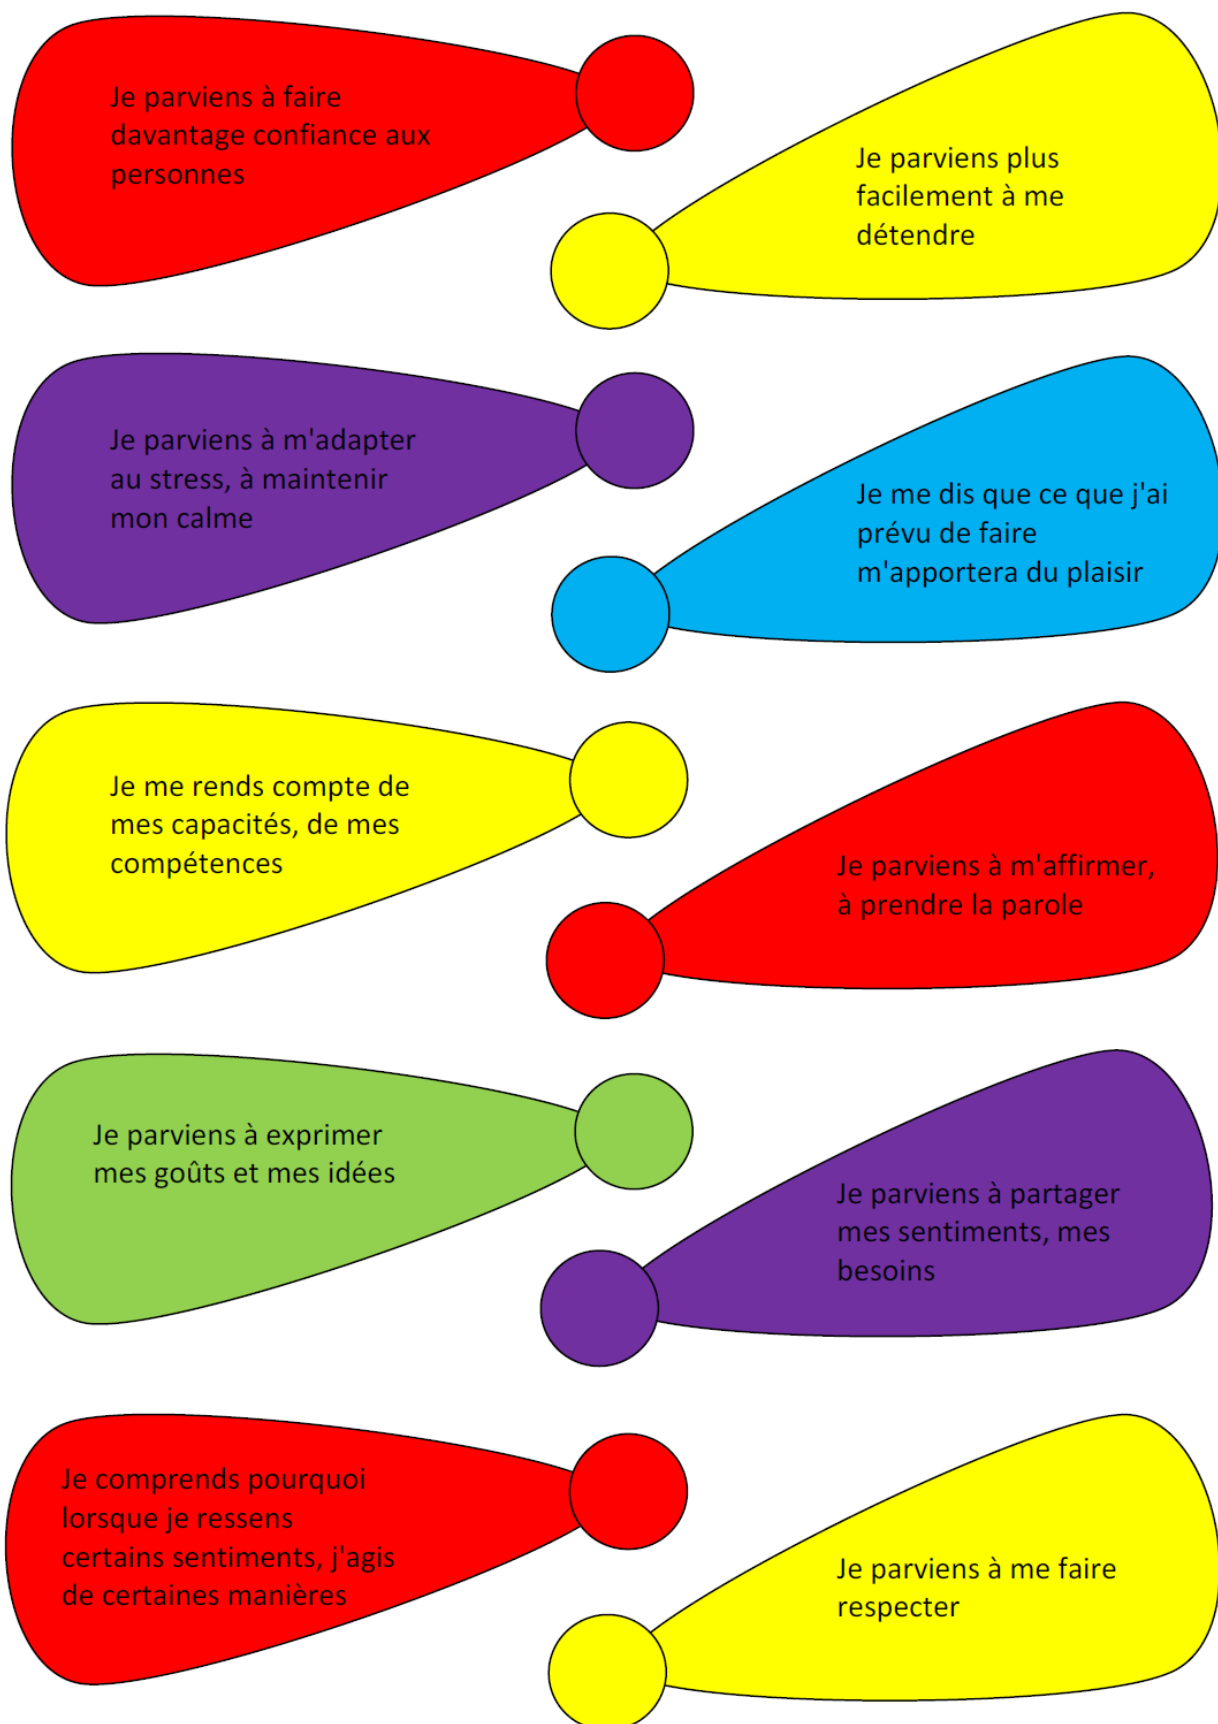 Je parviens à faire
davantage confiance aux
personnes
Je parviens plus
facilement à me
détendre
Je parviens à m'adapter
au stress, à maintenir
mon calme
Je me dis que ce que j'ai
prévu de faire
m'apportera du plaisir
Je me rends compte de
mes capacités, de mes
compétences
Je parviens à m'affirmer,
à prendre la parole
Je parviens à exprimer
mes goûts et mes idées
Je parviens à partager
mes sentiments, mes
besoins
Je comprends pourquoi
lorsque je ressens
certains sentiments, j'agis
de certaines manières
Je parviens à me faire
respecter